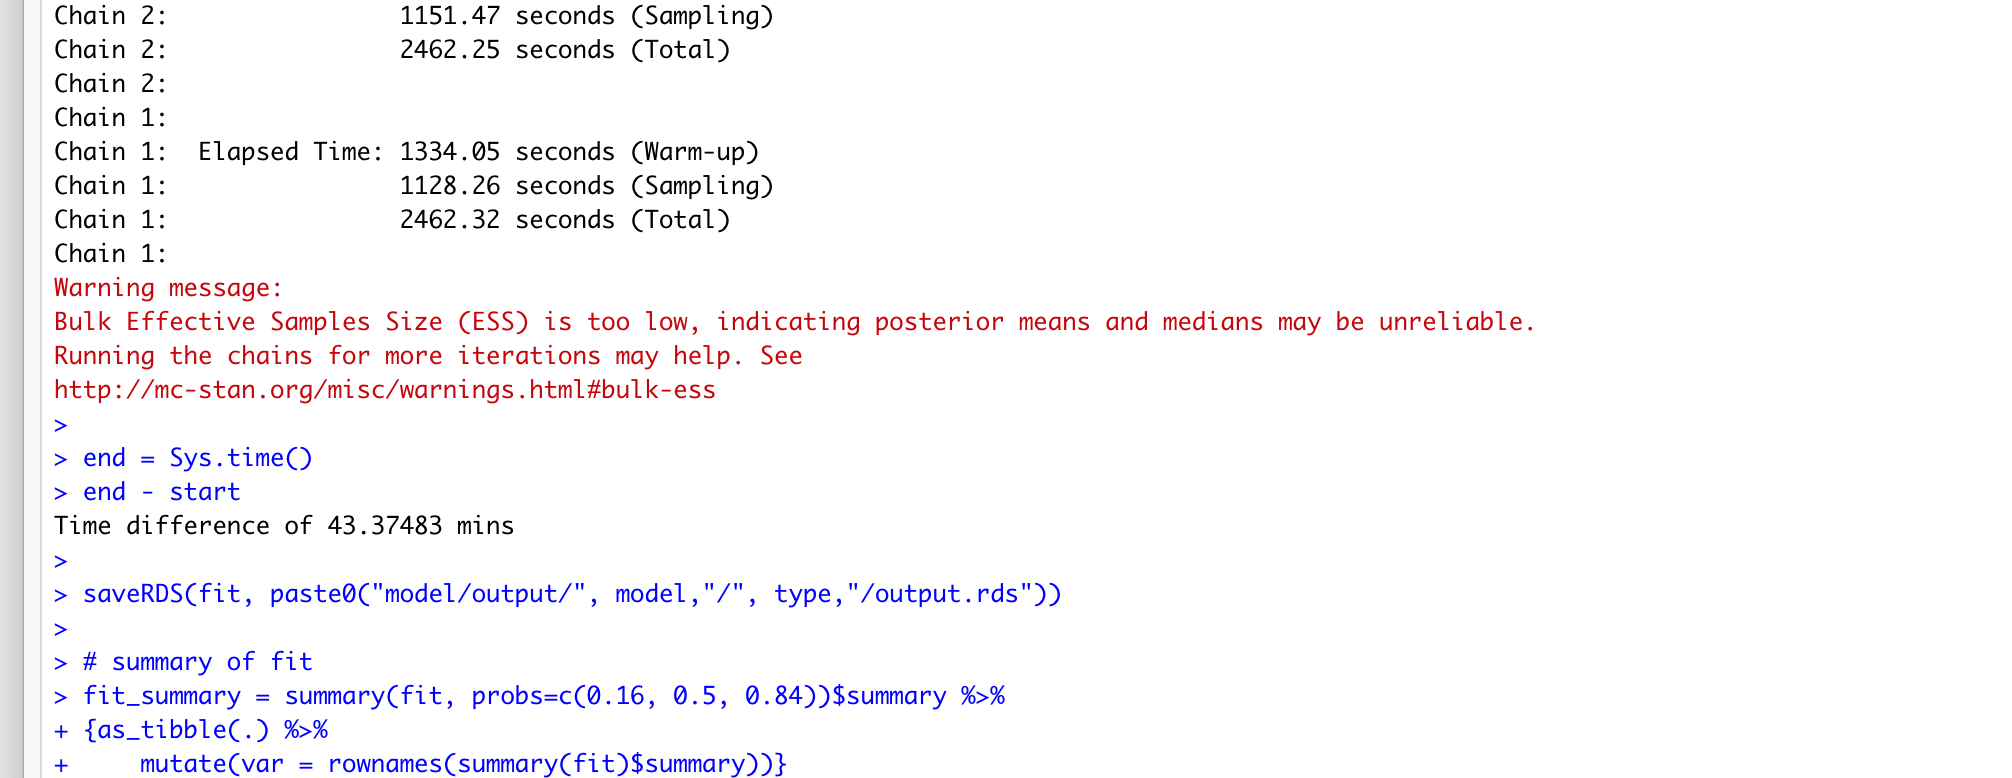 Chain 2:                1151.47 seconds (Sampling)
Chain 2:                2462.25 seconds (Total)
Chain 2:
Chain 1:
Chain 1:  Elapsed Time: 1334.05 seconds (Warm-up)
Chain 1:                1128.26 seconds (Sampling)
Chain 1:                2462.32 seconds (Total)
Chain 1:
Warning message:
Bulk Effective Samples Size (ESS) is too low, indicating posterior means and medians may be unreliable.
Running the chains for more iterations may help. See
http://mc-stan.org/misc/warnings.html#bulk-ess
>
> end = Sys.time()
> end - start
Time difference of 43.37483 mins
>
> saveRDS(fit, paste0("model/output/", model,"/", type,"/output.rds"))
>
> # summary of fit
> fit_summary = summary(fit, probs=c(0.16, 0.5, 0.84))$summary %>%
+ {as_tibble(.) %>%
+     mutate(var = rownames(summary(fit)$summary))}